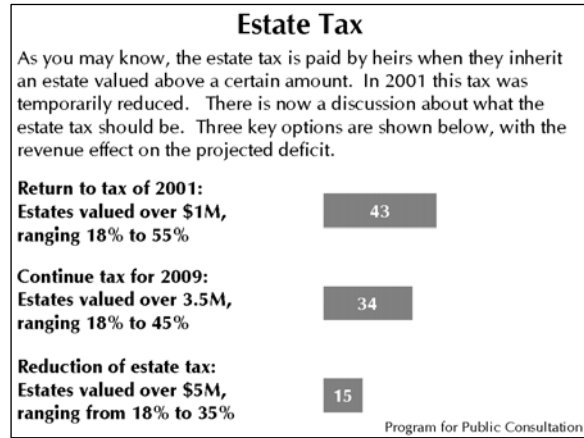 Estate Tax
As you may know, the estate tax is paid by heirs when they inherit
an estate valued above a certain amount. In 2001 this tax was
temporarily reduced. There is now a discussion about what the
estate tax should be. Three key options are shown below, with the
revenue effect on the projected deficit.
Return to tax of 2001:
Estates valued over $1M,
ranging 18% to 55%
43
Continue tax for 2009:
Estates valued over 3.5M,
ranging 18% to 45%
34
Reduction of estate tax:
Estates valued over $5M,
ranging from 18% to 35%
15
Program for Public Consultation